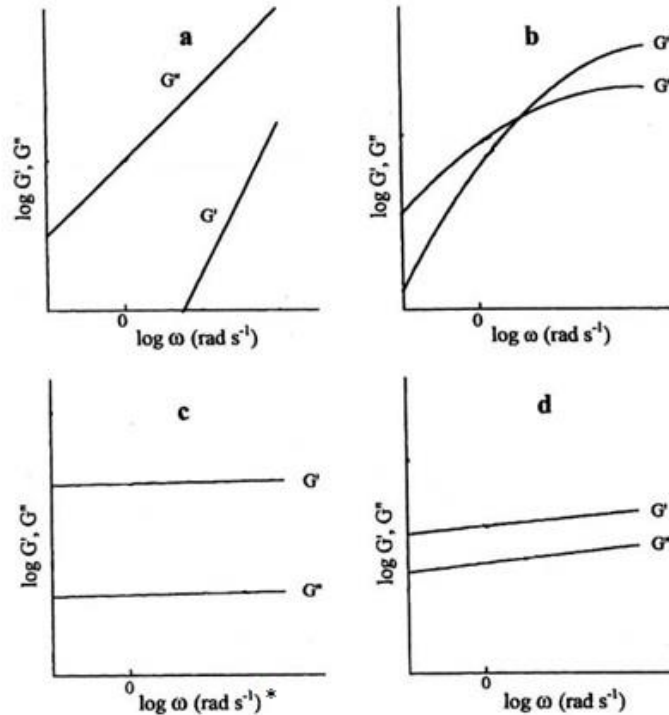 a
G"
G'
log G', G"
0
log ω (rad s⁻¹)
b
G'
G'
log G', G"
0
log ω (rad s⁻¹)
c
G'
G"
log G', G"
0
log ω (rad s⁻¹) *
d
G'
G"
log G', G"
0
log ω (rad s⁻¹)